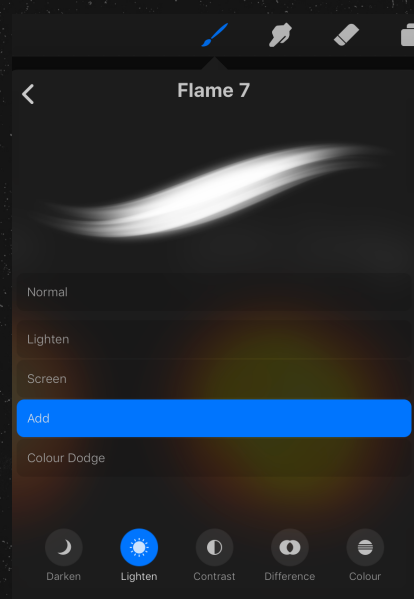 Flame 7
Normal
Lighten
Screen
Add
Colour Dodge
Darken Lighten Contrast Difference Colour